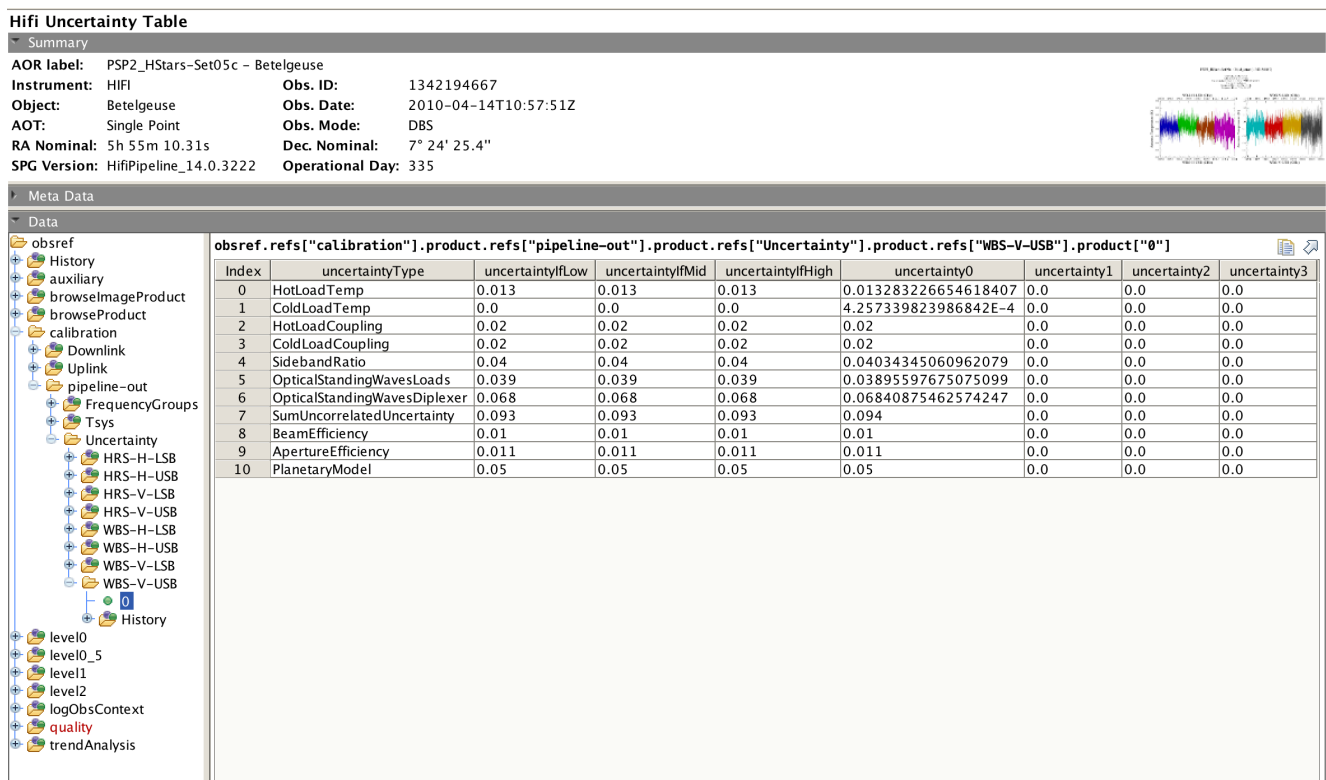 Hifi Uncertainty Table
Summary
AOR label: PSP2_HStars-Set05c - Betelgeuse
Instrument: HIFI Obs. ID: 1342194667
Object: Betelgeuse Obs. Date: 2010-04-14T10:57:51Z
AOT: Single Point Obs. Mode: DBS
RA Nominal: 5h 55m 10.31s Dec. Nominal: 7° 24' 25.4"
SPG Version: HifiPipeline_14.0.3222 Operational Day: 335
Meta Data
Data
obsref
History
auxiliary
browseImageProduct
browseProduct
calibration
Downlink
Uplink
pipeline-out
FrequencyGroups
Tsys
Uncertainty
HRS-H-LSB
HRS-H-USB
HRS-V-LSB
HRS-V-USB
WBS-H-LSB
WBS-H-USB
WBS-V-LSB
WBS-V-USB
0
History
level0
level0_5
level1
level2
logObsContext
quality
trendAnalysis
obsref.refs["calibration"].product.refs["pipeline-out"].product.refs["Uncertainty"].product.refs["WBS-V-USB"].product["0"]
Index uncertaintyType uncertaintyIfLow uncertaintyIfMid uncertaintyIfHigh uncertainty0 uncertainty1 uncertainty2 uncertainty3
0 HotLoadTemp 0.013 0.013 0.013 0.013283226654618407 0.0 0.0 0.0
1 ColdLoadTemp 0.0 0.0 0.0 4.257339823986842E-4 0.0 0.0 0.0
2 HotLoadCoupling 0.02 0.02 0.02 0.02 0.0 0.0 0.0
3 ColdLoadCoupling 0.02 0.02 0.02 0.02 0.0 0.0 0.0
4 SidebandRatio 0.04 0.04 0.04 0.04034345060962079 0.0 0.0 0.0
5 OpticalStandingWavesLoads 0.039 0.039 0.039 0.03895597675075099 0.0 0.0 0.0
6 OpticalStandingWavesDiplexer 0.068 0.068 0.068 0.06840875462574247 0.0 0.0 0.0
7 SumUncorrelatedUncertainty 0.093 0.093 0.093 0.094 0.0 0.0 0.0
8 BeamEfficiency 0.01 0.01 0.01 0.01 0.0 0.0 0.0
9 ApertureEfficiency 0.011 0.011 0.011 0.011 0.0 0.0 0.0
10 PlanetaryModel 0.05 0.05 0.05 0.05 0.0 0.0 0.0